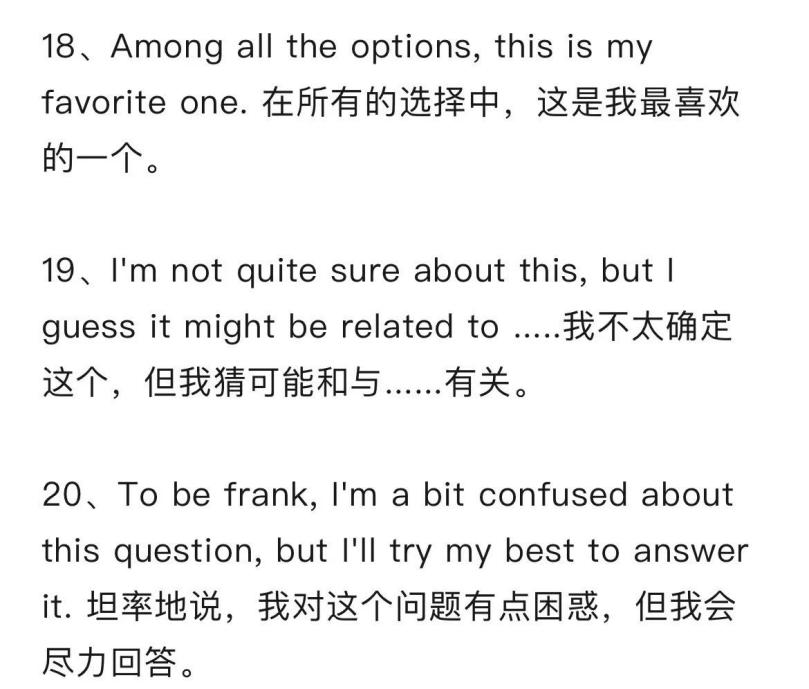 18、Among all the options, this is my
favorite one. 在所有的选择中，这是我最喜欢
的一个。
19、I'm not quite sure about this, but I
guess it might be related to .....我不太确定
这个，但我猜可能和与......有关。
20、To be frank, I'm a bit confused about
this question, but I'll try my best to answer
it. 坦率地说，我对这个问题有点困惑，但我会
尽力回答。